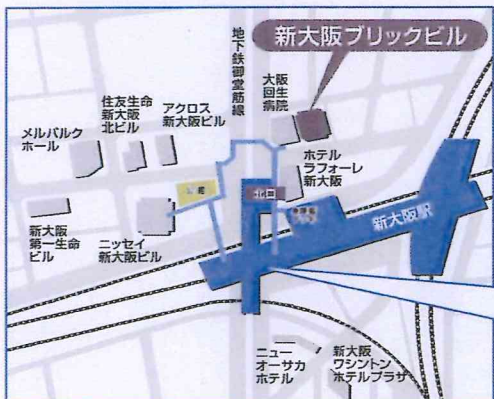 新大阪ブリックビル
地下鉄御堂筋線
大阪
回生
病院
住友生命
新大阪
北ビル
アクロス
新大阪ビル
メルパルク
ホール
ホテル
ラフォーレ
新大阪
北口
新大阪駅
新大阪
第一生命
ビル
ニッセイ
新大阪ビル
ニュー
オーサカ
ホテル
新大阪
ワシントン
ホテルプラザ